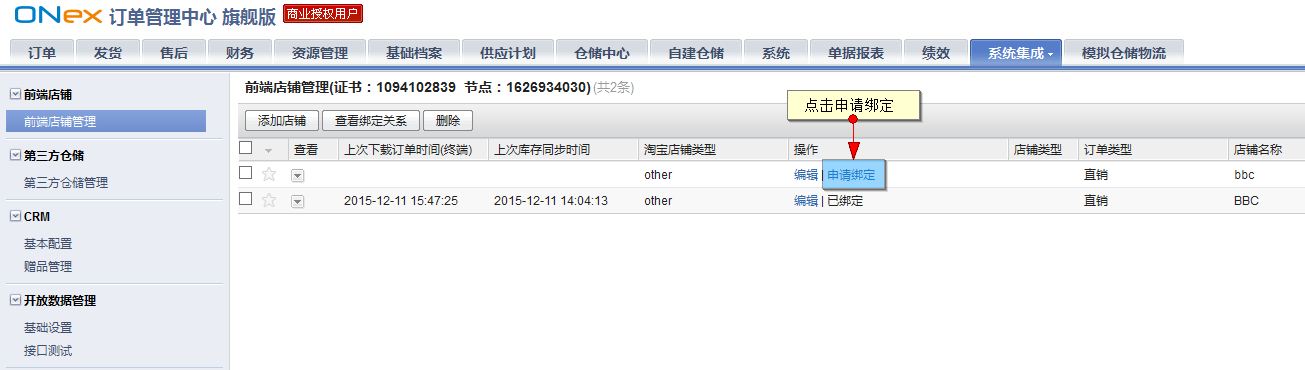 ONex 订单管理中心 旗舰版 商业授权用户
订单 发货 售后 财务 资源管理 基础档案 供应计划 仓储中心 自建仓储 系统 单据报表 绩效 系统集成 模拟仓储物流
前端店铺
前端店铺管理
第三方仓储
第三方仓储管理
CRM
基本配置
赠品管理
开放数据管理
基础设置
接口测试
前端店铺管理(证书：1094102839 节点：1626934030)(共2条)
添加店铺 查看绑定关系 删除
点击申请绑定
查看 上次下载订单时间(终端) 上次库存同步时间 淘宝店铺类型 操作 店铺类型 订单类型 店铺名称
other 编辑 | 申请绑定 直销 bbc
2015-12-11 15:47:25 2015-12-11 14:04:13 other 编辑 | 已绑定 直销 BBC